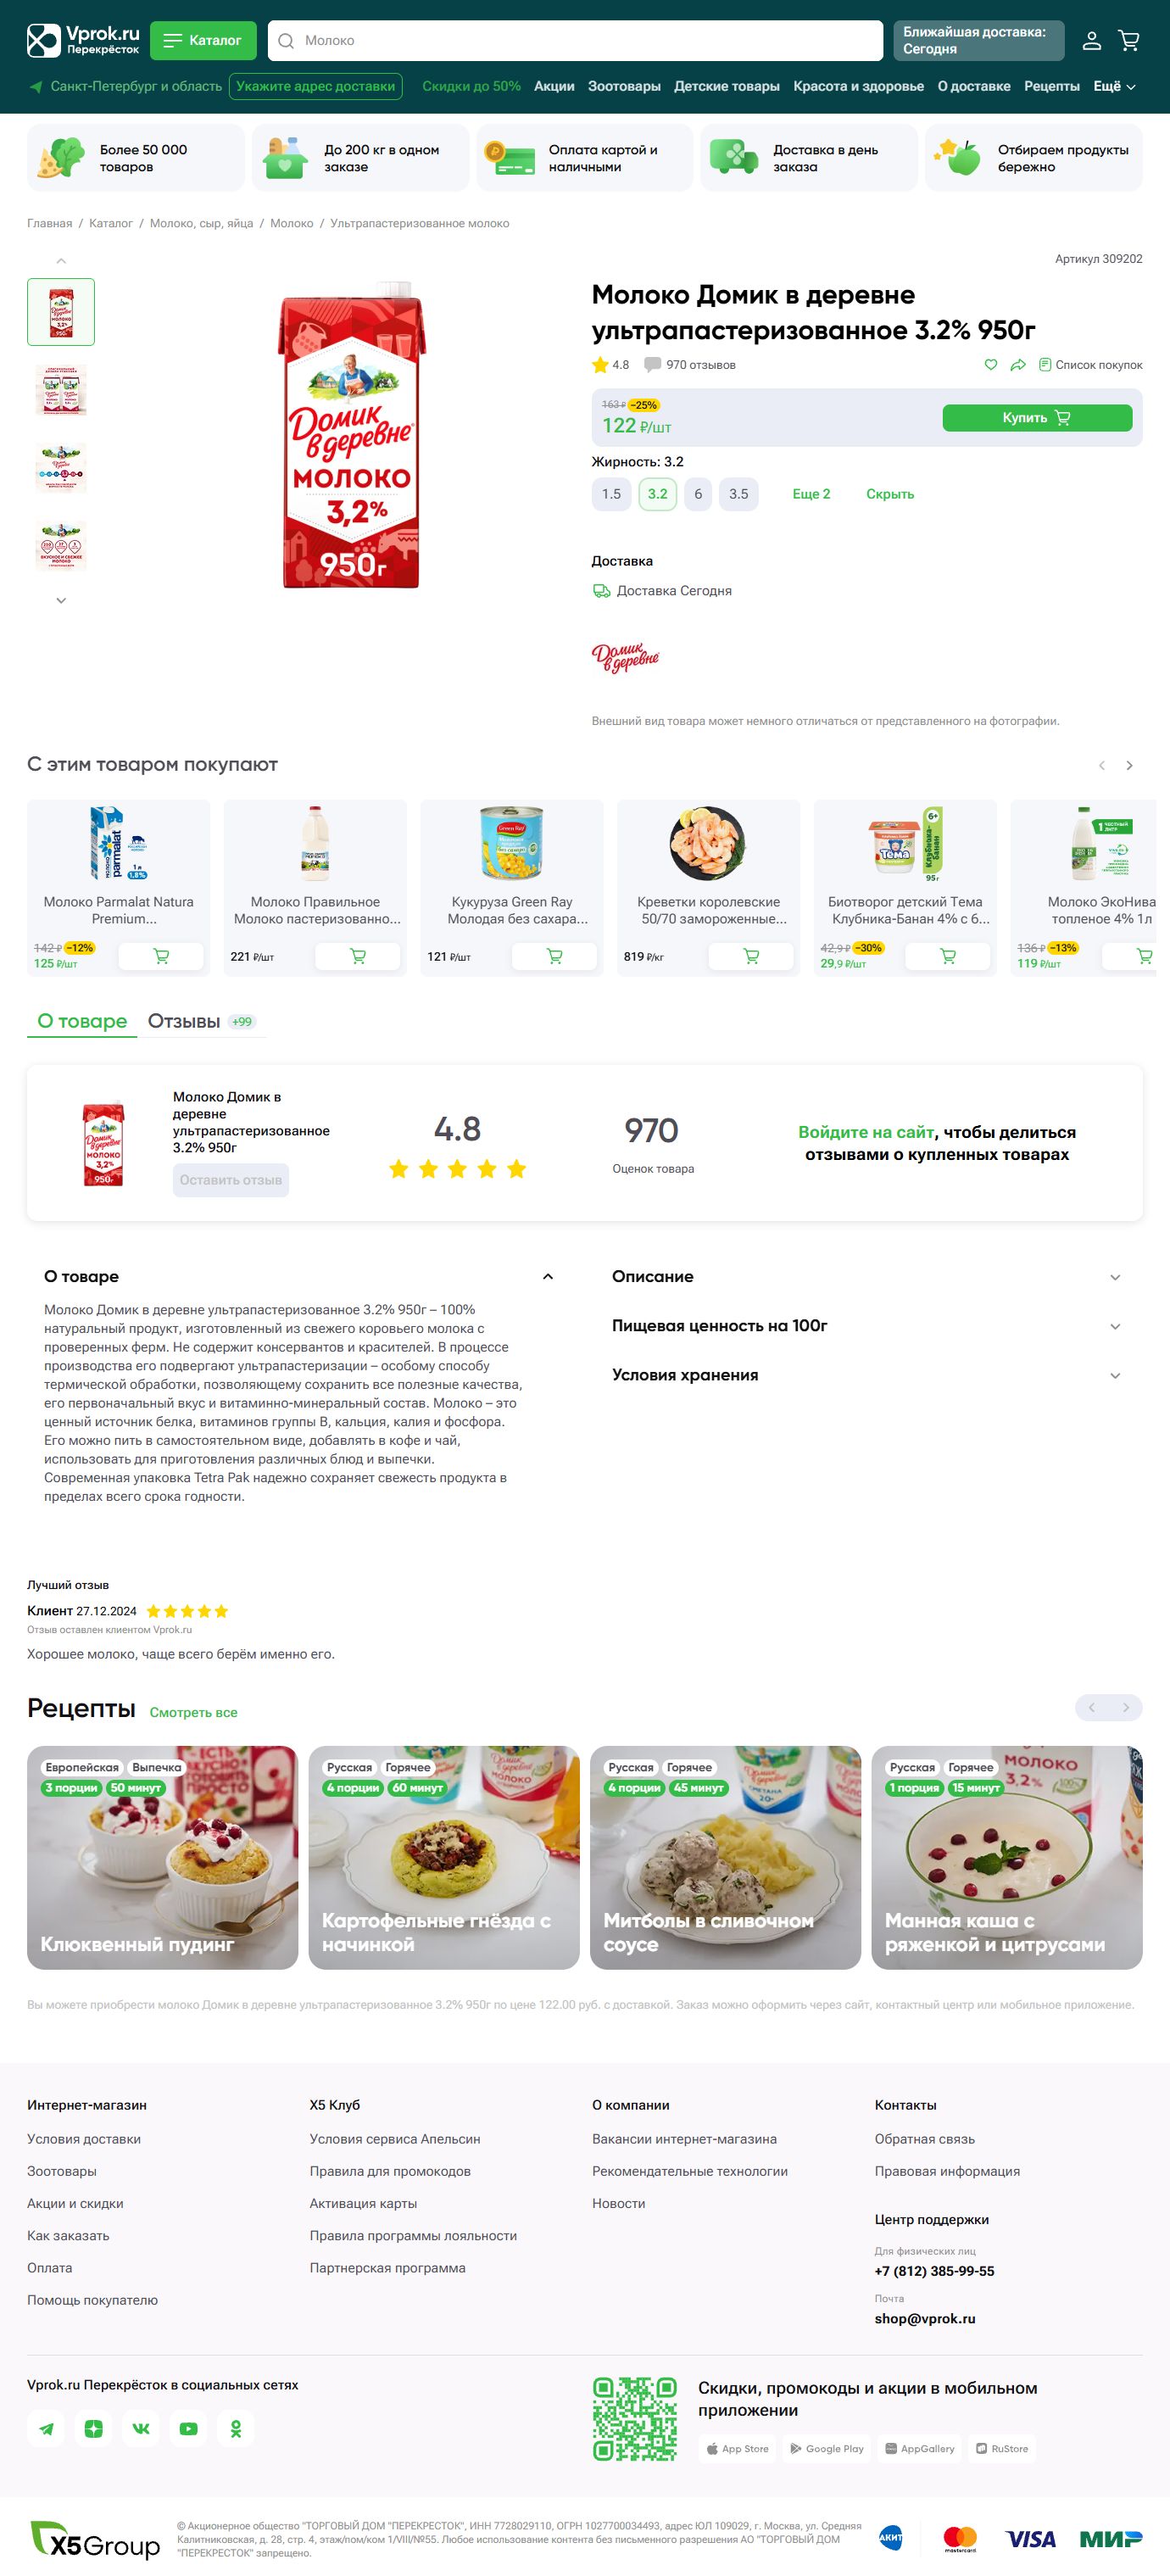 Vprok.ru
Перекрёсток
Каталог
Молоко
Ближайшая доставка:
Сегодня
Санкт-Петербург и область
Укажите адрес доставки
Скидки до 50%
Акции
Зоотовары
Детские товары
Красота и здоровье
О доставке
Рецепты
Ещё
Более 50 000
товаров
До 200 кг в одном
заказе
Оплата картой и
наличными
Доставка в день
заказа
Отбираем продукты
бережно
Главная / Каталог / Молоко, сыр, яйца / Молоко / Ультрапастеризованное молоко
Артикул 309202
Домик
в деревне
МОЛОКО
3,2%
950г
Молоко Домик в деревне
ультрапастеризованное 3.2% 950г
4.8
970 отзывов
Список покупок
163 ₽ −25%
122 ₽/шт
Купить
Жирность: 3.2
1.5
3.2
6
3.5
Еще 2
Скрыть
Доставка
Доставка Сегодня
Домик
в деревне
Внешний вид товара может немного отличаться от представленного на фотографии.
С этим товаром покупают
Молоко Parmalat Natura
Premium...
142 ₽ −12%
125 ₽/шт
Молоко Правильное
Молоко пастеризованно...
221 ₽/шт
Кукуруза Green Ray
Молодая без сахара...
121 ₽/шт
Креветки королевские
50/70 замороженные...
819 ₽/кг
Биотворог детский Тема
Клубника-Банан 4% с 6...
42,9 ₽ −30%
29,9 ₽/шт
Молоко ЭкоНива
топленое 4% 1л
136 ₽ −13%
119 ₽/шт
О товаре
Отзывы +99
Молоко Домик в
деревне
ультрапастеризованное
3.2% 950г
Оставить отзыв
4.8
970
Оценок товара
Войдите на сайт, чтобы делиться
отзывами о купленных товарах
О товаре
Молоко Домик в деревне ультрапастеризованное 3.2% 950г – 100%
натуральный продукт, изготовленный из свежего коровьего молока с
проверенных ферм. Не содержит консервантов и красителей. В процессе
производства его подвергают ультрапастеризации – особому способу
термической обработки, позволяющему сохранить все полезные качества,
его первоначальный вкус и витаминно-минеральный состав. Молоко – это
ценный источник белка, витаминов группы В, кальция, калия и фосфора.
Его можно пить в самостоятельном виде, добавлять в кофе и чай,
использовать для приготовления различных блюд и выпечки.
Современная упаковка Tetra Pak надежно сохраняет свежесть продукта в
пределах всего срока годности.
Описание
Пищевая ценность на 100г
Условия хранения
Лучший отзыв
Клиент 27.12.2024
Отзыв оставлен клиентом Vprok.ru
Хорошее молоко, чаще всего берём именно его.
Рецепты
Смотреть все
Европейская
Выпечка
3 порции
50 минут
Клюквенный пудинг
Русская
Горячее
4 порции
60 минут
Картофельные гнёзда с
начинкой
Русская
Горячее
4 порции
45 минут
Митболы в сливочном
соусе
Русская
Горячее
1 порция
15 минут
Манная каша с
ряженкой и цитрусами
Вы можете приобрести молоко Домик в деревне ультрапастеризованное 3.2% 950г по цене 122.00 руб. с доставкой. Заказ можно оформить через сайт, контактный центр или мобильное приложение.
Интернет-магазин
Условия доставки
Зоотовары
Акции и скидки
Как заказать
Оплата
Помощь покупателю
Х5 Клуб
Условия сервиса Апельсин
Правила для промокодов
Активация карты
Правила программы лояльности
Партнерская программа
О компании
Вакансии интернет-магазина
Рекомендательные технологии
Новости
Контакты
Обратная связь
Правовая информация
Центр поддержки
Для физических лиц
+7 (812) 385-99-55
Почта
shop@vprok.ru
Vprok.ru Перекрёсток в социальных сетях
Скидки, промокоды и акции в мобильном
приложении
App Store
Google Play
AppGallery
RuStore
X5Group
© Акционерное общество "ТОРГОВЫЙ ДОМ "ПЕРЕКРЕСТОК", ИНН 7728029110, ОГРН 1027700034493, адрес ЮЛ 109029, г. Москва, ул. Средняя
Калитниковская, д. 28, стр. 4, этаж/пом/ком 1/VIII/№55. Любое использование контента без письменного разрешения АО "ТОРГОВЫЙ ДОМ
"ПЕРЕКРЕСТОК" запрещено.
АКИТ
mastercard
VISA
МИР